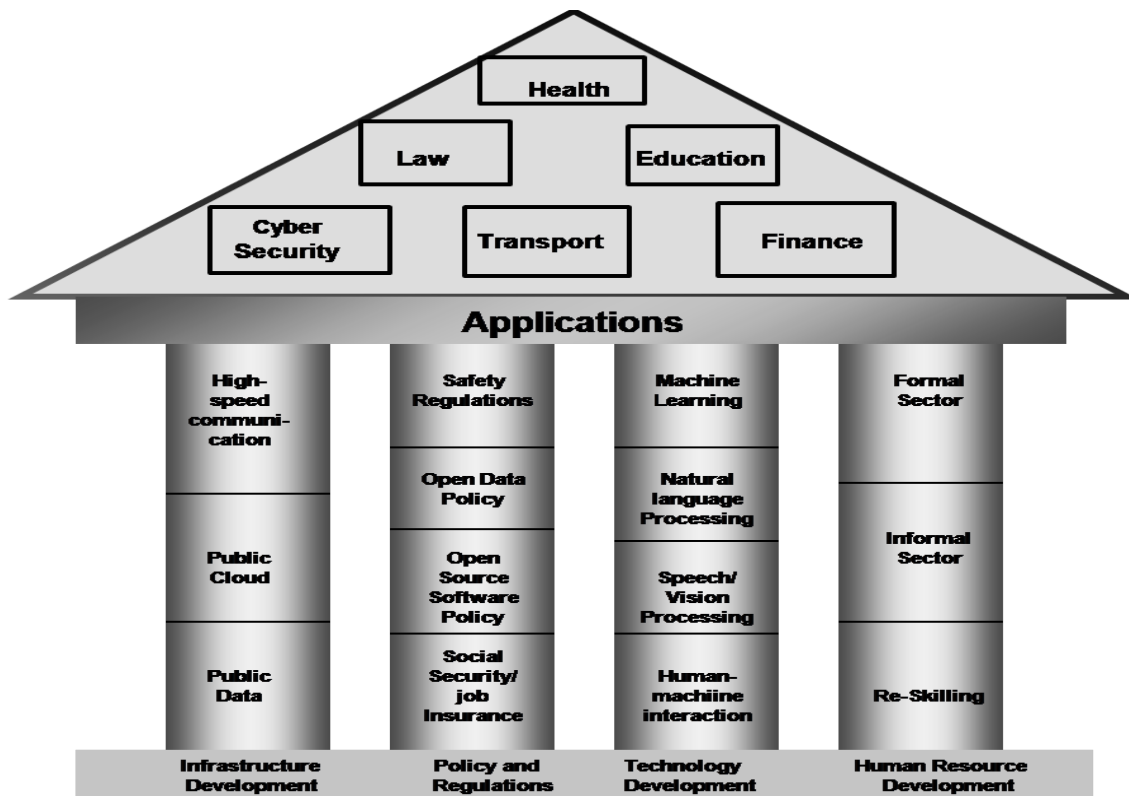 Health
Law
Education
Cyber
Security
Transport
Finance
Applications
High-
speed
communi-
cation
Public
Cloud
Public
Data
Safety
Regulations
Open Data
Policy
Open
Source
Software
Policy
Social
Security/
job
Insurance
Machine
Learning
Natural
language
Processing
Speech/
Vision
Processing
Human-
machiine
interaction
Formal
Sector
Informal
Sector
Re-Skilling
Infrastructure
Development
Policy and
Regulations
Technology
Development
Human Resource
Development